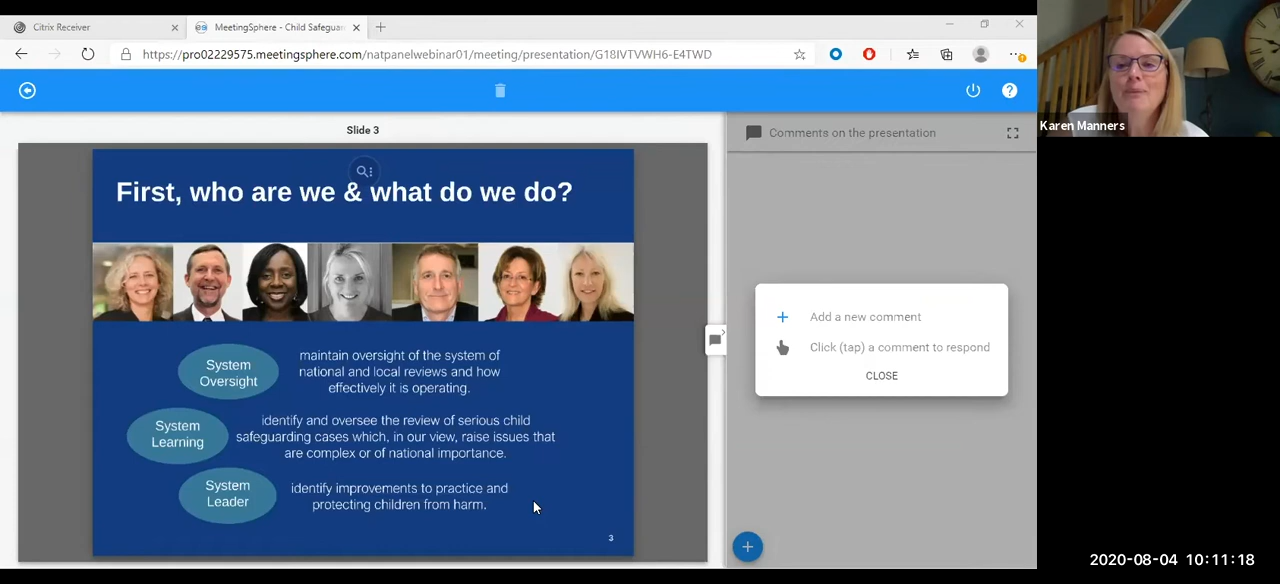 Citrix Receiver
MeetingSphere - Child Safeguar
https://pro02229575.meetingsphere.com/natpanelwebinar01/meeting/presentation/G18IVTVWH6-E4TWD
Karen Manners
Slide 3
Comments on the presentation
First, who are we & what do we do?
System
Oversight
maintain oversight of the system of
national and local reviews and how
effectively it is operating.
System
Learning
identify and oversee the review of serious child
safeguarding cases which, in our view, raise issues that
are complex or of national importance.
System
Leader
identify improvements to practice and
protecting children from harm.
3
Add a new comment
Click (tap) a comment to respond
CLOSE
2020-08-04 10:11:18